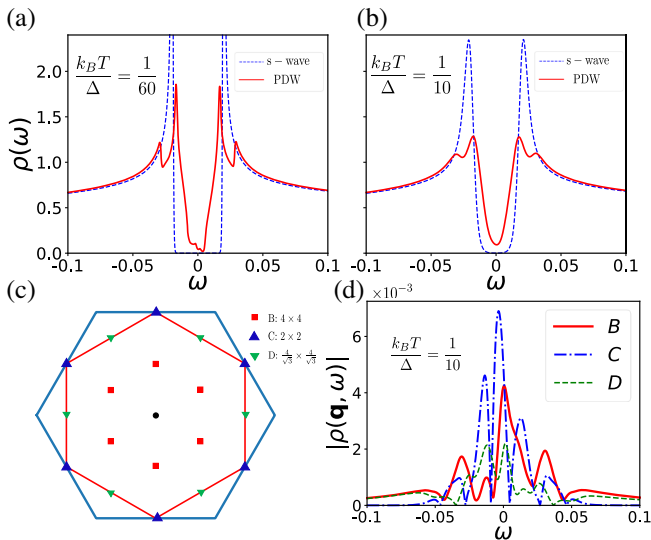 (a)
(b)
k_BT/Δ = 1/60
s − wave
PDW
ρ(ω)
2.0
1.5
1.0
0.5
0.0
-0.1 -0.05 0 0.05 0.1
ω
k_BT/Δ = 1/10
s − wave
PDW
-0.1 -0.05 0 0.05 0.1
ω
(c)
B: 4 × 4
C: 2 × 2
D: 4/√3 × 4/√3
(d)
×10⁻³
k_BT/Δ = 1/10
B
C
D
|ρ(q, ω)|
6
4
2
0
-0.1 -0.05 0 0.05 0.1
ω